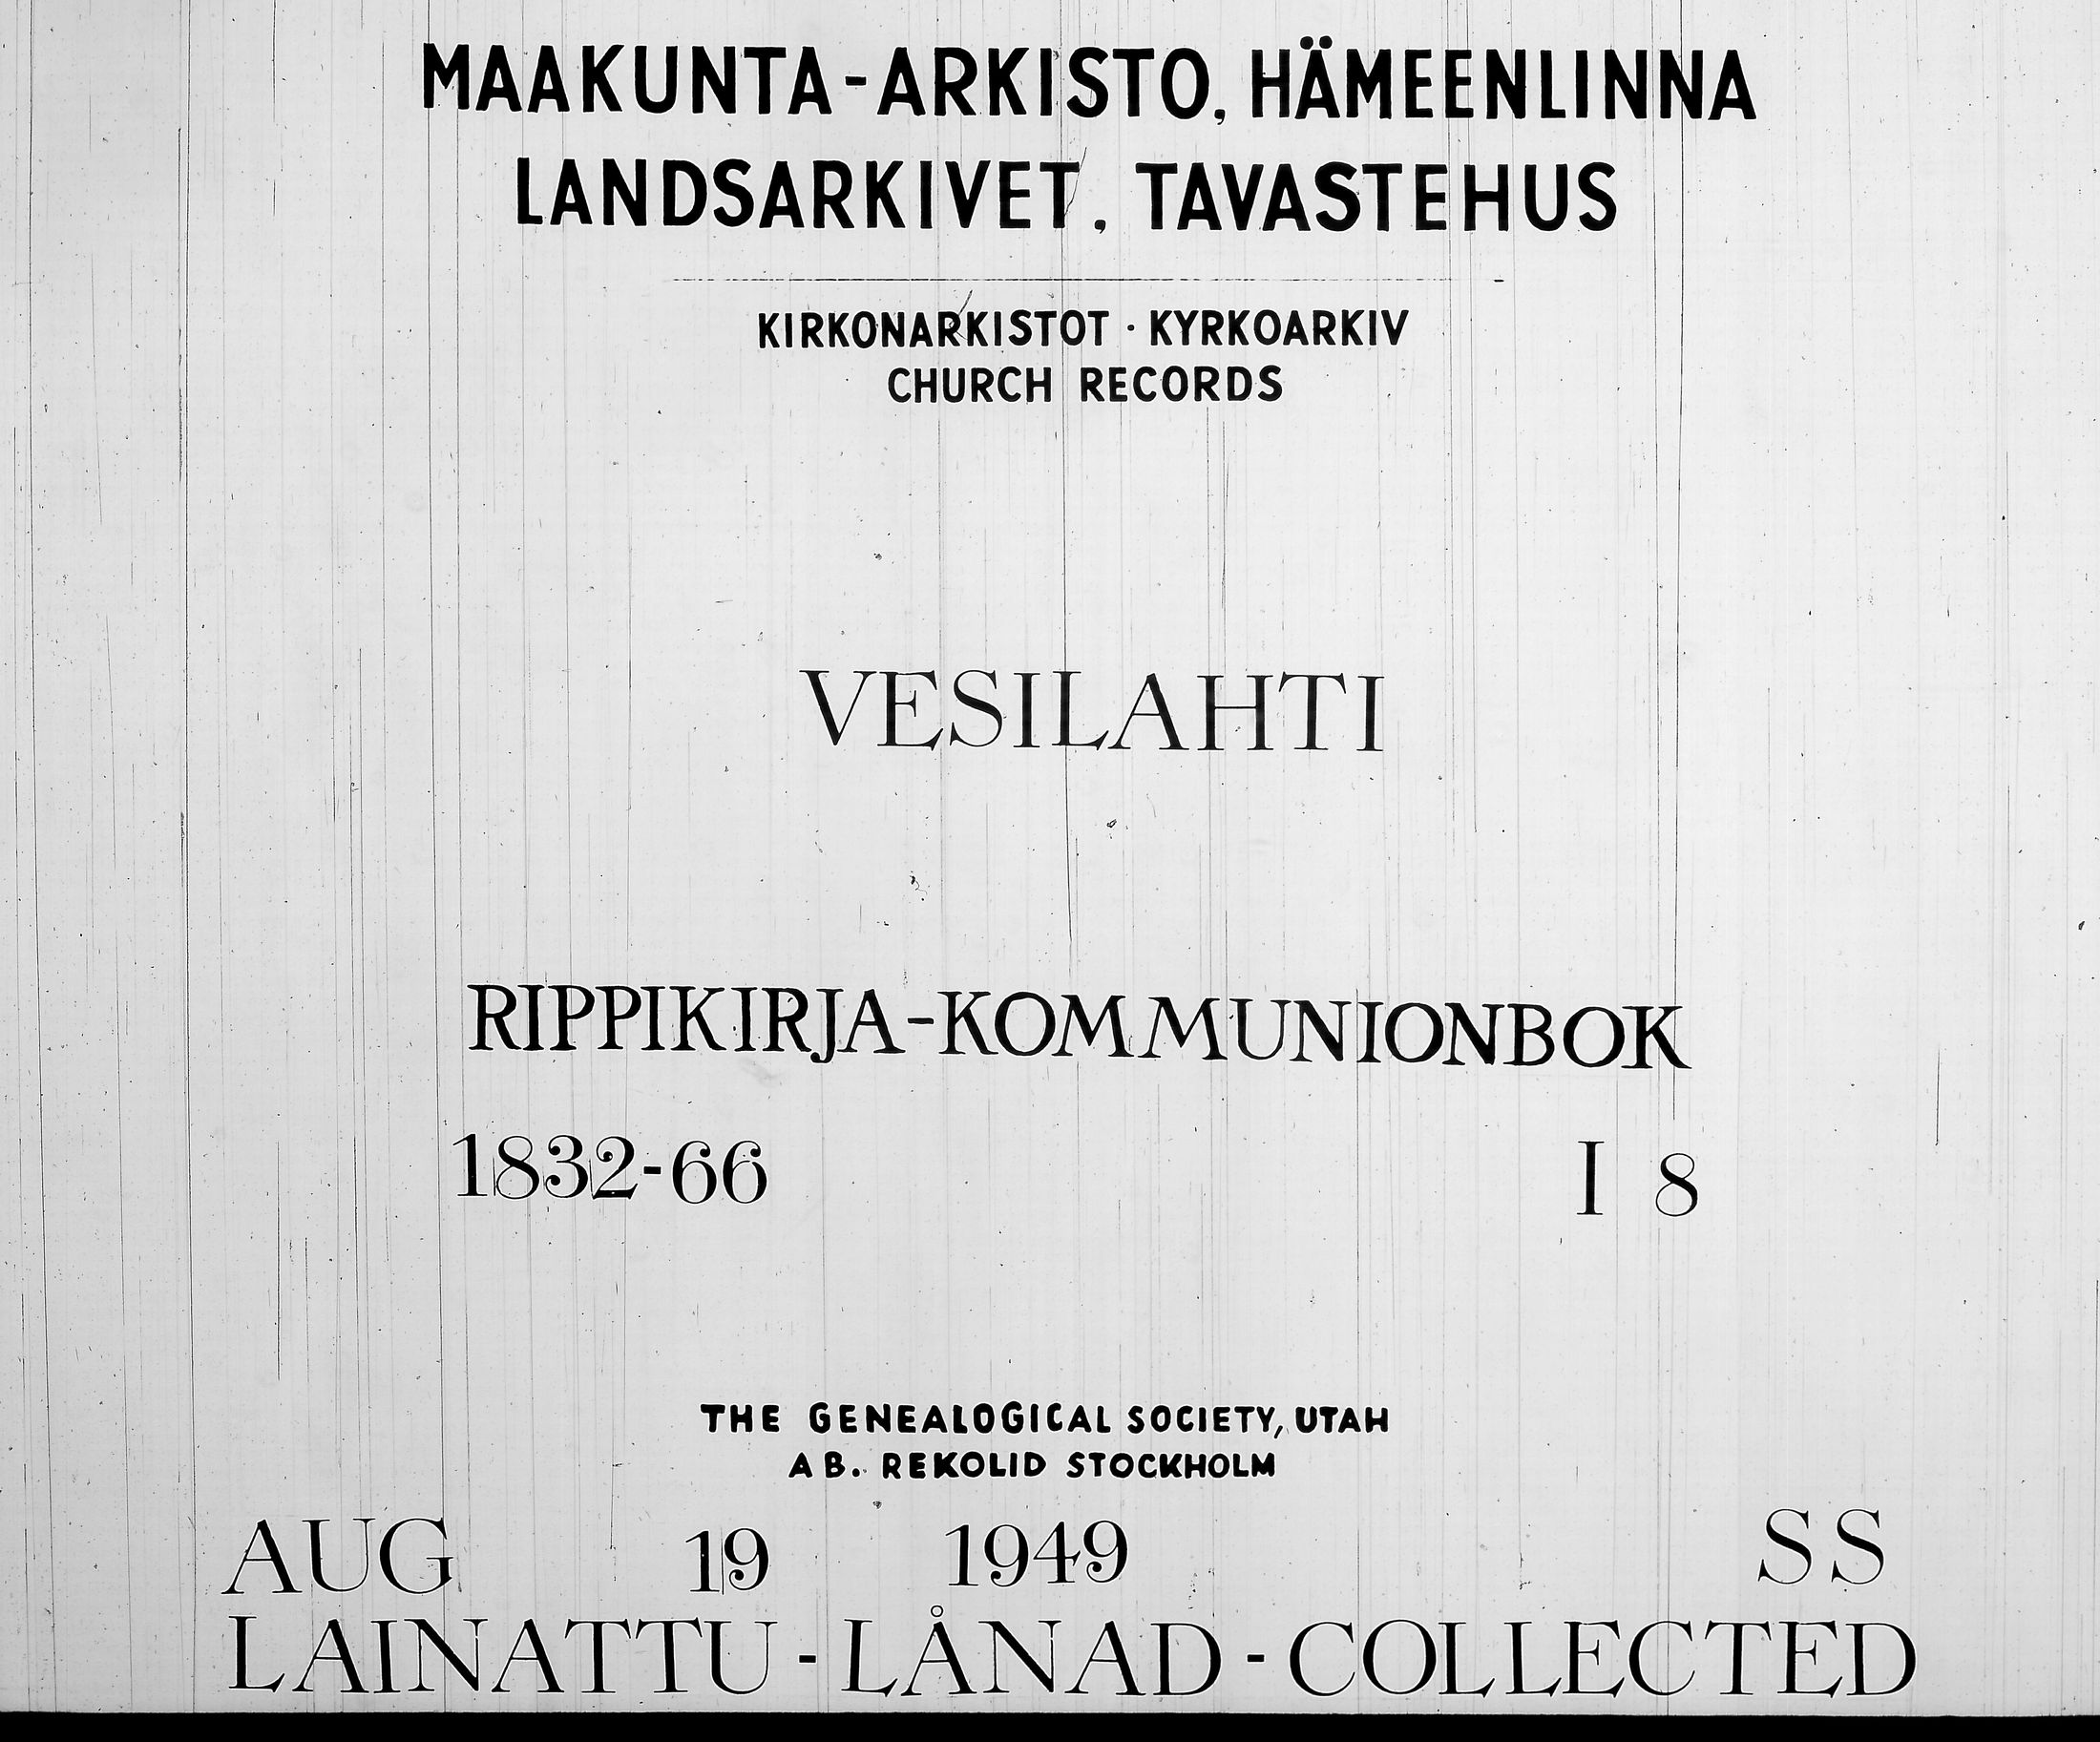 MAAKUNTA-ARKISTO, HÄMEENLINNA
LANDSARKIVET, TAVASTEHUS
KIRKONARKISTOT · KYRKOARKIV
CHURCH RECORDS
VESILAHTI
RIPPIKIRJA-KOMMUNIONBOK
1832-66 I 8
THE GENEALOGICAL SOCIETY, UTAH
AB. REKOLID STOCKHOLM
AUG 19 1949 SS
LAINATTU - LÅNAD - COLLECTED